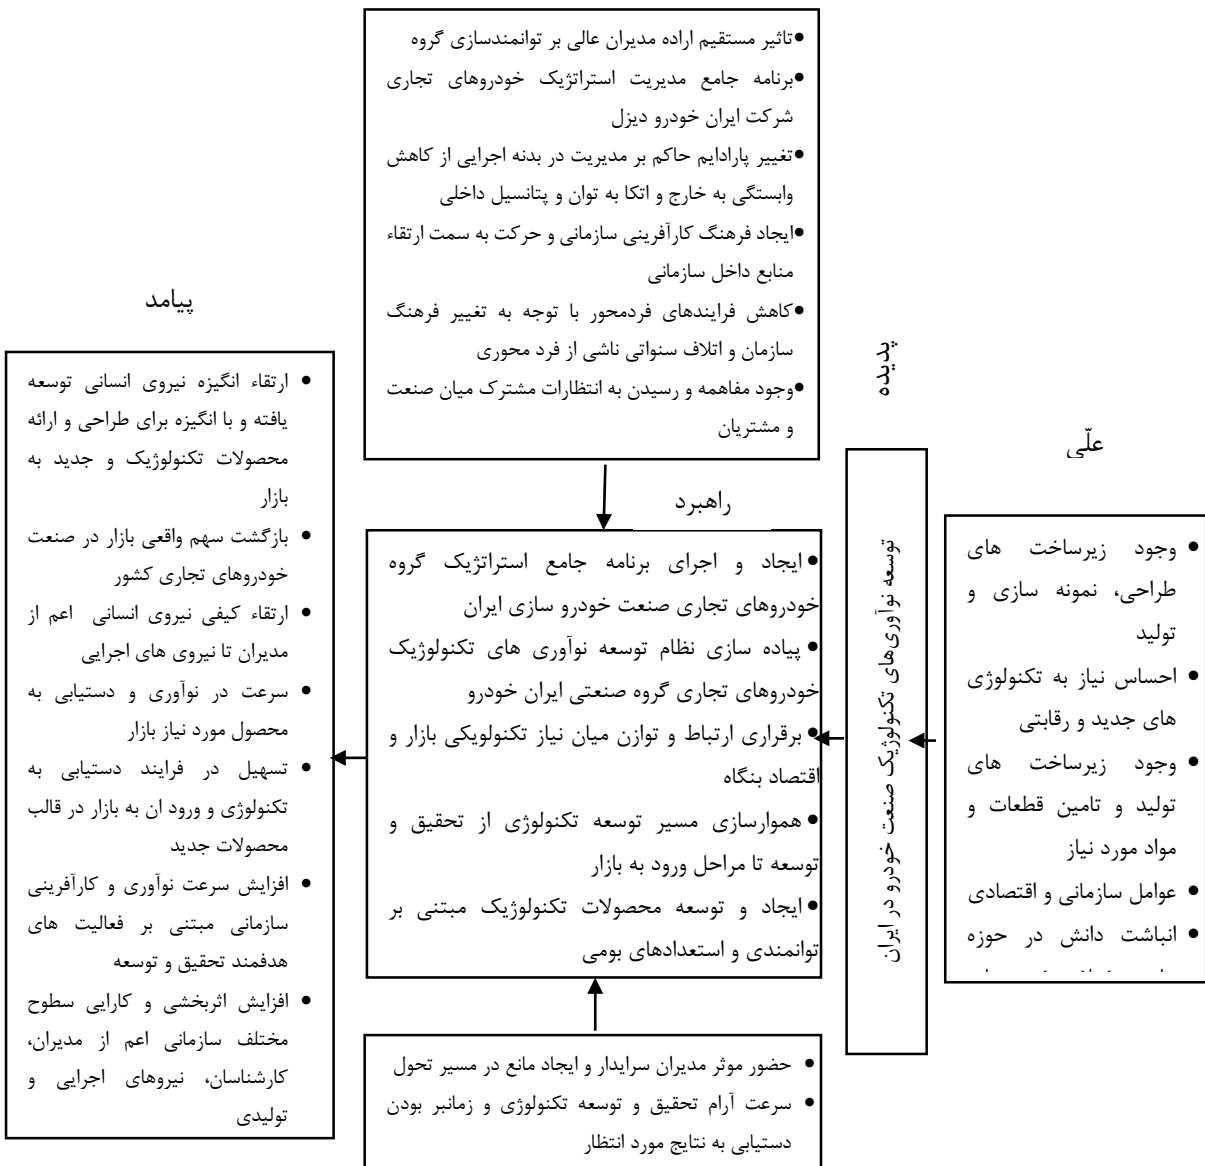 ●تاثیر مستقیم اراده مدیران عالی بر توانمندسازی گروه
●برنامه جامع مدیریت استراتژیک خودروهای تجاری
شرکت ایران خودرو دیزل
●تغییر پارادایم حاکم بر مدیریت در بدنه اجرایی از کاهش
وابستگی به خارج و اتکا به توان و پتانسیل داخلی
●ایجاد فرهنگ کارآفرینی سازمانی و حرکت به سمت ارتقاء
منابع داخل سازمانی
●کاهش فرایندهای فردمحور با توجه به تغییر فرهنگ
سازمان و اتلاف سنواتی ناشی از فرد محوری
●وجود مفاهمه و رسیدن به انتظارات مشترک میان صنعت
و مشتریان
علّی
● وجود زیرساخت های
طراحی، نمونه سازی و
تولید
● احساس نیاز به تکنولوژی
های جدید و رقابتی
● وجود زیرساخت های
تولید و تامین قطعات و
مواد مورد نیاز
● عوامل سازمانی و اقتصادی
● انباشت دانش در حوزه
پدیده
توسعه نوآوری‌های تکنولوژیک صنعت خودرو در ایران
راهبرد
● ایجاد و اجرای برنامه جامع استراتژیک گروه
خودروهای تجاری صنعت خودرو سازی ایران
● پیاده سازی نظام توسعه نوآوری های تکنولوژیک
خودروهای تجاری گروه صنعتی ایران خودرو
● برقراری ارتباط و توازن میان نیاز تکنولویکی بازار و
اقتصاد بنگاه
● هموارسازی مسیر توسعه تکنولوژی از تحقیق و
توسعه تا مراحل ورود به بازار
● ایجاد و توسعه محصولات تکنولوژیک مبتنی بر
توانمندی و استعدادهای بومی
● حضور موثر مدیران سرایدار و ایجاد مانع در مسیر تحول
● سرعت آرام تحقیق و توسعه تکنولوژی و زمانبر بودن
دستیابی به نتایج مورد انتظار
پیامد
● ارتقاء انگیزه نیروی انسانی توسعه
یافته و با انگیزه برای طراحی و ارائه
محصولات تکنولوژیک و جدید به
بازار
● بازگشت سهم واقعی بازار در صنعت
خودروهای تجاری کشور
● ارتقاء کیفی نیروی انسانی اعم از
مدیران تا نیروی های اجرایی
● سرعت در نوآوری و دستیابی به
محصول مورد نیاز بازار
● تسهیل در فرایند دستیابی به
تکنولوژی و ورود ان به بازار در قالب
محصولات جدید
● افزایش سرعت نوآوری و کارآفرینی
سازمانی مبتنی بر فعالیت های
هدفمند تحقیق و توسعه
● افزایش اثربخشی و کارایی سطوح
مختلف سازمانی اعم از مدیران،
کارشناسان، نیروهای اجرایی و
تولیدی